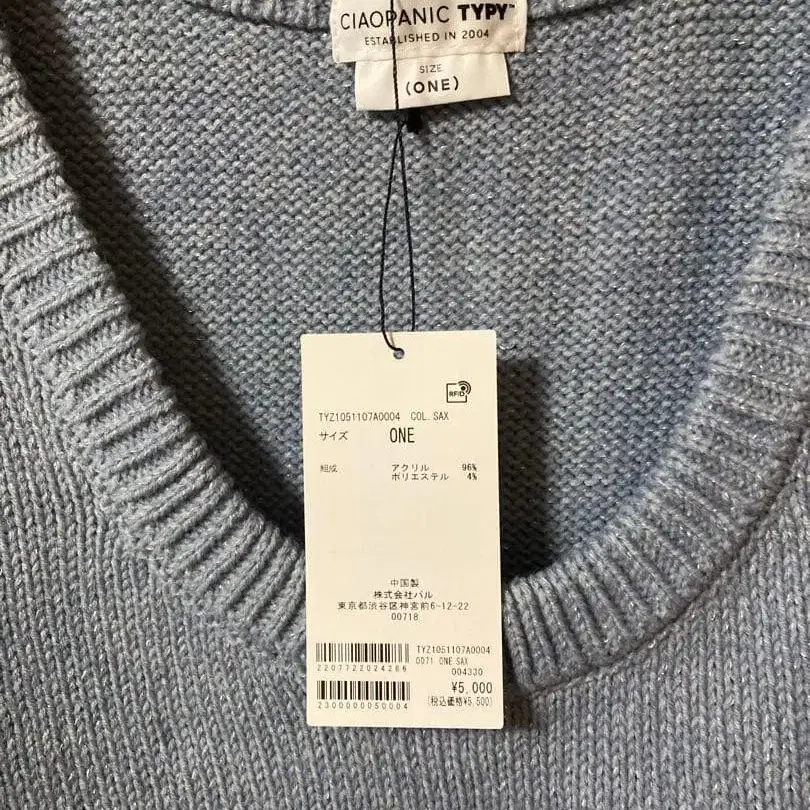 CIAOPANIC TYPY™
ESTABLISHED IN 2004
SIZE
(ONE)
RFID
TYZ1051107A0004 COL.SAX
サイズ ONE
組成 アクリル 96%
ポリエステル 4%
中国製
株式会社パル
東京都渋谷区神宮前6-12-22
00718
TYZ1051107A0004
2207722024286 0071 ONE SAX
004330
¥5,000
2300000050004 (税込価格¥5,500)